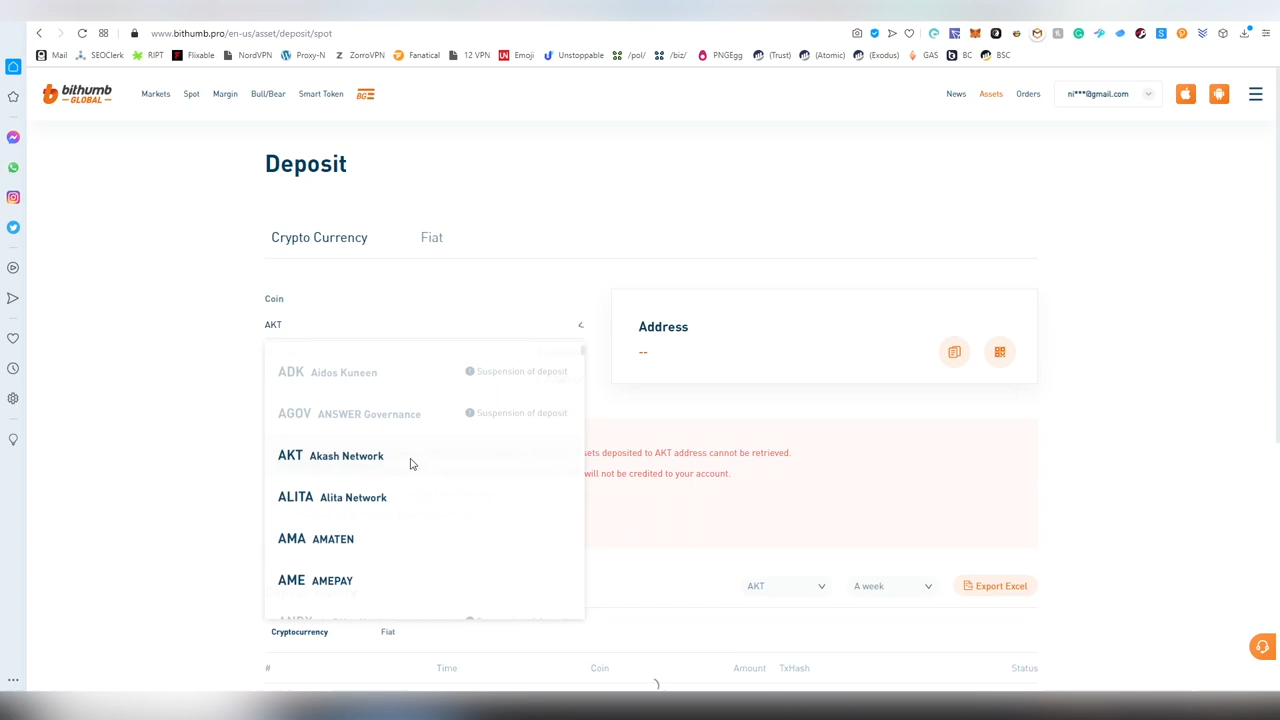 www.bithumb.pro/en-us/asset/deposit/spot
Mail SEOClerk RIPT Flixable NordVPN Proxy-N ZorroVPN Fanatical 12 VPN Emoji Unstoppable /pol/ /biz/ PNGEgg (Trust) (Atomic) (Exodus) GAS BC BSC
bithumb
GLOBAL
Markets Spot Margin Bull/Bear Smart Token BG
News Assets Orders ni***@gmail.com
Deposit
Crypto Currency Fiat
Coin
AKT
Address
--
ADK Aidos Kuneen Suspension of deposit
AGOV ANSWER Governance Suspension of deposit
AKT Akash Network
sets deposited to AKT address cannot be retrieved.
will not be credited to your account.
ALITA Alita Network
AMA AMATEN
AME AMEPAY
AKT A week Export Excel
Cryptocurrency Fiat
# Time Coin Amount TxHash Status